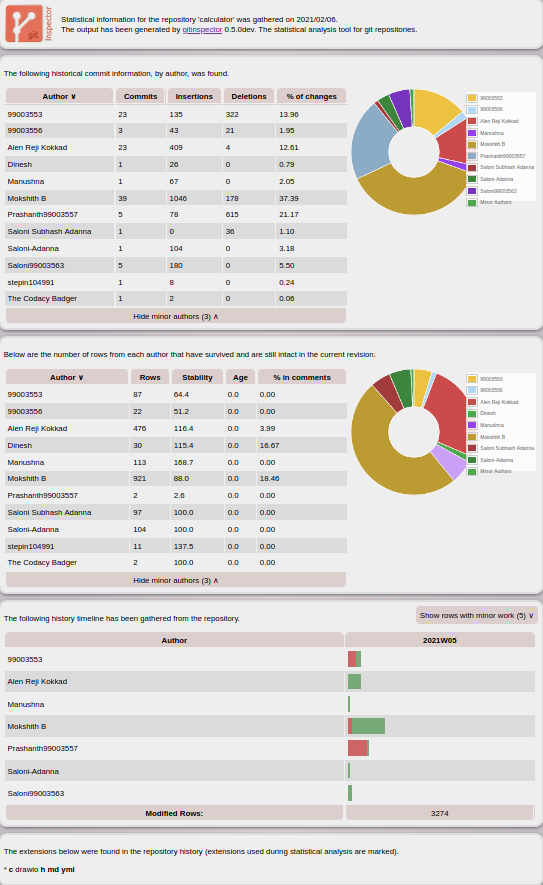 git
Inspector
Statistical information for the repository 'calculator' was gathered on 2021/02/06.
The output has been generated by gitinspector 0.5.0dev. The statistical analysis tool for git repositories.
The following historical commit information, by author, was found.
Author ∨ Commits Insertions Deletions % of changes
99003553 23 135 322 13.96
99003556 3 43 21 1.95
Alen Reji Kokkad 23 409 4 12.61
Dinesh 1 26 0 0.79
Manushna 1 67 0 2.05
Mokshith B 39 1046 178 37.39
Prashanth99003557 5 78 615 21.17
Saloni Subhash Adanna 1 0 36 1.10
Saloni-Adanna 1 104 0 3.18
Saloni99003563 5 180 0 5.50
stepin104991 1 8 0 0.24
The Codacy Badger 1 2 0 0.06
Hide minor authors (3) ∧
99003553
99003556
Alen Reji Kokkad
Manushna
Mokshith B
Prashanth99003557
Saloni Subhash Adanna
Saloni-Adanna
Saloni99003563
Minor Authors
Below are the number of rows from each author that have survived and are still intact in the current revision.
Author ∨ Rows Stability Age % in comments
99003553 87 64.4 0.0 0.00
99003556 22 51.2 0.0 0.00
Alen Reji Kokkad 476 116.4 0.0 3.99
Dinesh 30 115.4 0.0 16.67
Manushna 113 168.7 0.0 0.00
Mokshith B 921 88.0 0.0 18.46
Prashanth99003557 2 2.6 0.0 0.00
Saloni Subhash Adanna 97 100.0 0.0 0.00
Saloni-Adanna 104 100.0 0.0 0.00
stepin104991 11 137.5 0.0 0.00
The Codacy Badger 2 100.0 0.0 0.00
Hide minor authors (3) ∧
99003553
99003556
Alen Reji Kokkad
Dinesh
Manushna
Mokshith B
Saloni Subhash Adanna
Saloni-Adanna
Minor Authors
The following history timeline has been gathered from the repository.
Show rows with minor work (5) ∨
Author 2021W05
99003553
Alen Reji Kokkad
Manushna
Mokshith B
Prashanth99003557
Saloni-Adanna
Saloni99003563
Modified Rows: 3274
The extensions below were found in the repository history (extensions used during statistical analysis are marked).
* c drawio h md yml